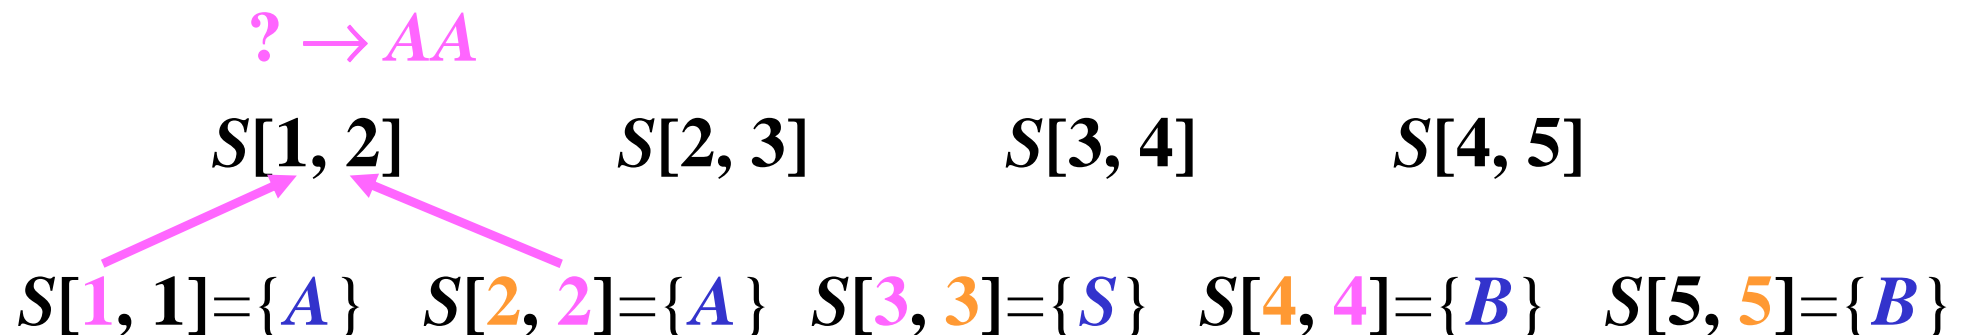 ? → AA
S[1, 2] S[2, 3] S[3, 4] S[4, 5]
S[1, 1]={A} S[2, 2]={A} S[3, 3]={S} S[4, 4]={B} S[5, 5]={B}